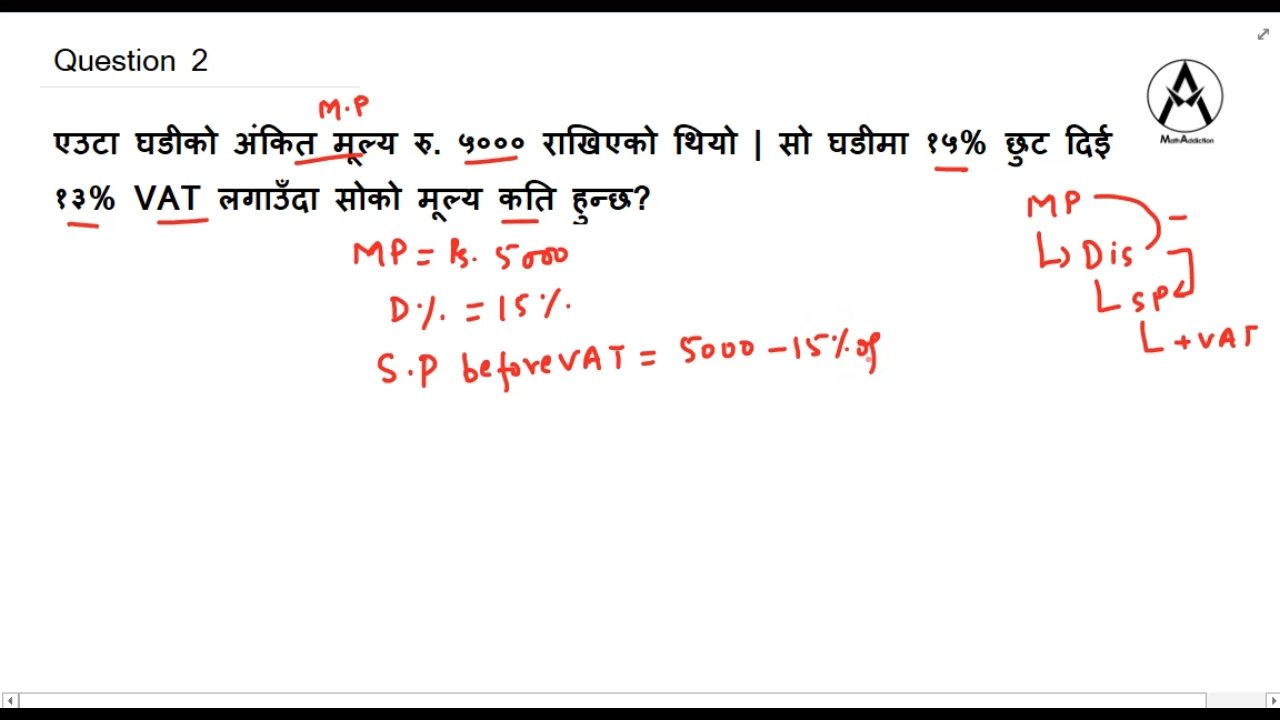 Question 2
M.P
एउटा घडीको अंकित मूल्य रु. ५००० राखिएको थियो | सो घडीमा १५% छुट दिई
१३% VAT लगाउँदा सोको मूल्य कति हुन्छ?
MathAddiction
MP = Rs. 5000
D% = 15%
S.P before VAT = 5000 - 15% of
MP -
Dis
SP
+ VAT